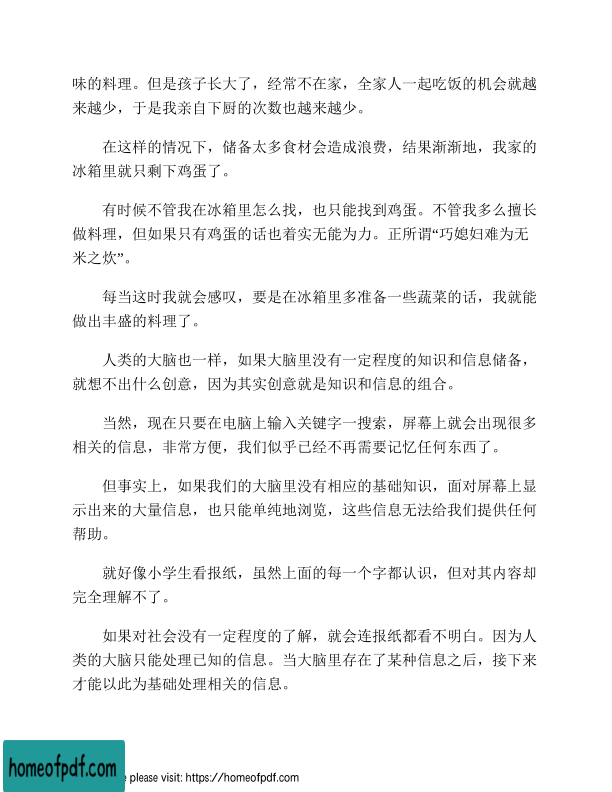 味的料理。但是孩子长大了，经常不在家，全家人一起吃饭的机会就越
来越少，于是我亲自下厨的次数也越来越少。
在这样的情况下，储备太多食材会造成浪费，结果渐渐地，我家的
冰箱里就只剩下鸡蛋了。
有时候不管我在冰箱里怎么找，也只能找到鸡蛋。不管我多么擅长
做料理，但如果只有鸡蛋的话也着实无能为力。正所谓“巧媳妇难为无
米之炊”。
每当这时我就会感叹，要是在冰箱里多准备一些蔬菜的话，我就能
做出丰盛的料理了。
人类的大脑也一样，如果大脑里没有一定程度的知识和信息储备，
就想不出什么创意，因为其实创意就是知识和信息的组合。
当然，现在只要在电脑上输入关键字一搜索，屏幕上就会出现很多
相关的信息，非常方便，我们似乎已经不再需要记忆任何东西了。
但事实上，如果我们的大脑里没有相应的基础知识，面对屏幕上显
示出来的大量信息，也只能单纯地浏览，这些信息无法给我们提供任何
帮助。
就好像小学生看报纸，虽然上面的每一个字都认识，但对其内容却
完全理解不了。
如果对社会没有一定程度的了解，就会连报纸都看不明白。因为人
类的大脑只能处理已知的信息。当大脑里存在了某种信息之后，接下来
才能以此为基础处理相关的信息。
homeofpdf.com
please visit: https://homeofpdf.com